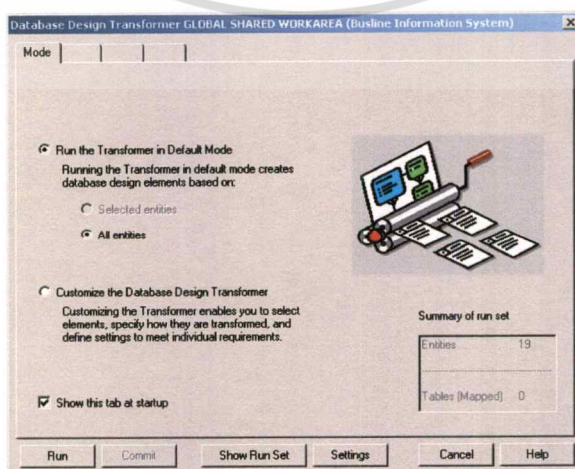 Database Design Transformer GLOBAL SHARED WORKAREA (Busline Information System)
Mode
Run the Transformer in Default Mode
Running the Transformer in default mode creates
database design elements based on:
Selected entities
All entities
Customize the Database Design Transformer
Customizing the Transformer enables you to select
elements, specify how they are transformed, and
define settings to meet individual requirements.
Summary of run set
Entities 19
Tables (Mapped) 0
Show this tab at startup
Run Commit Show Run Set Settings Cancel Help